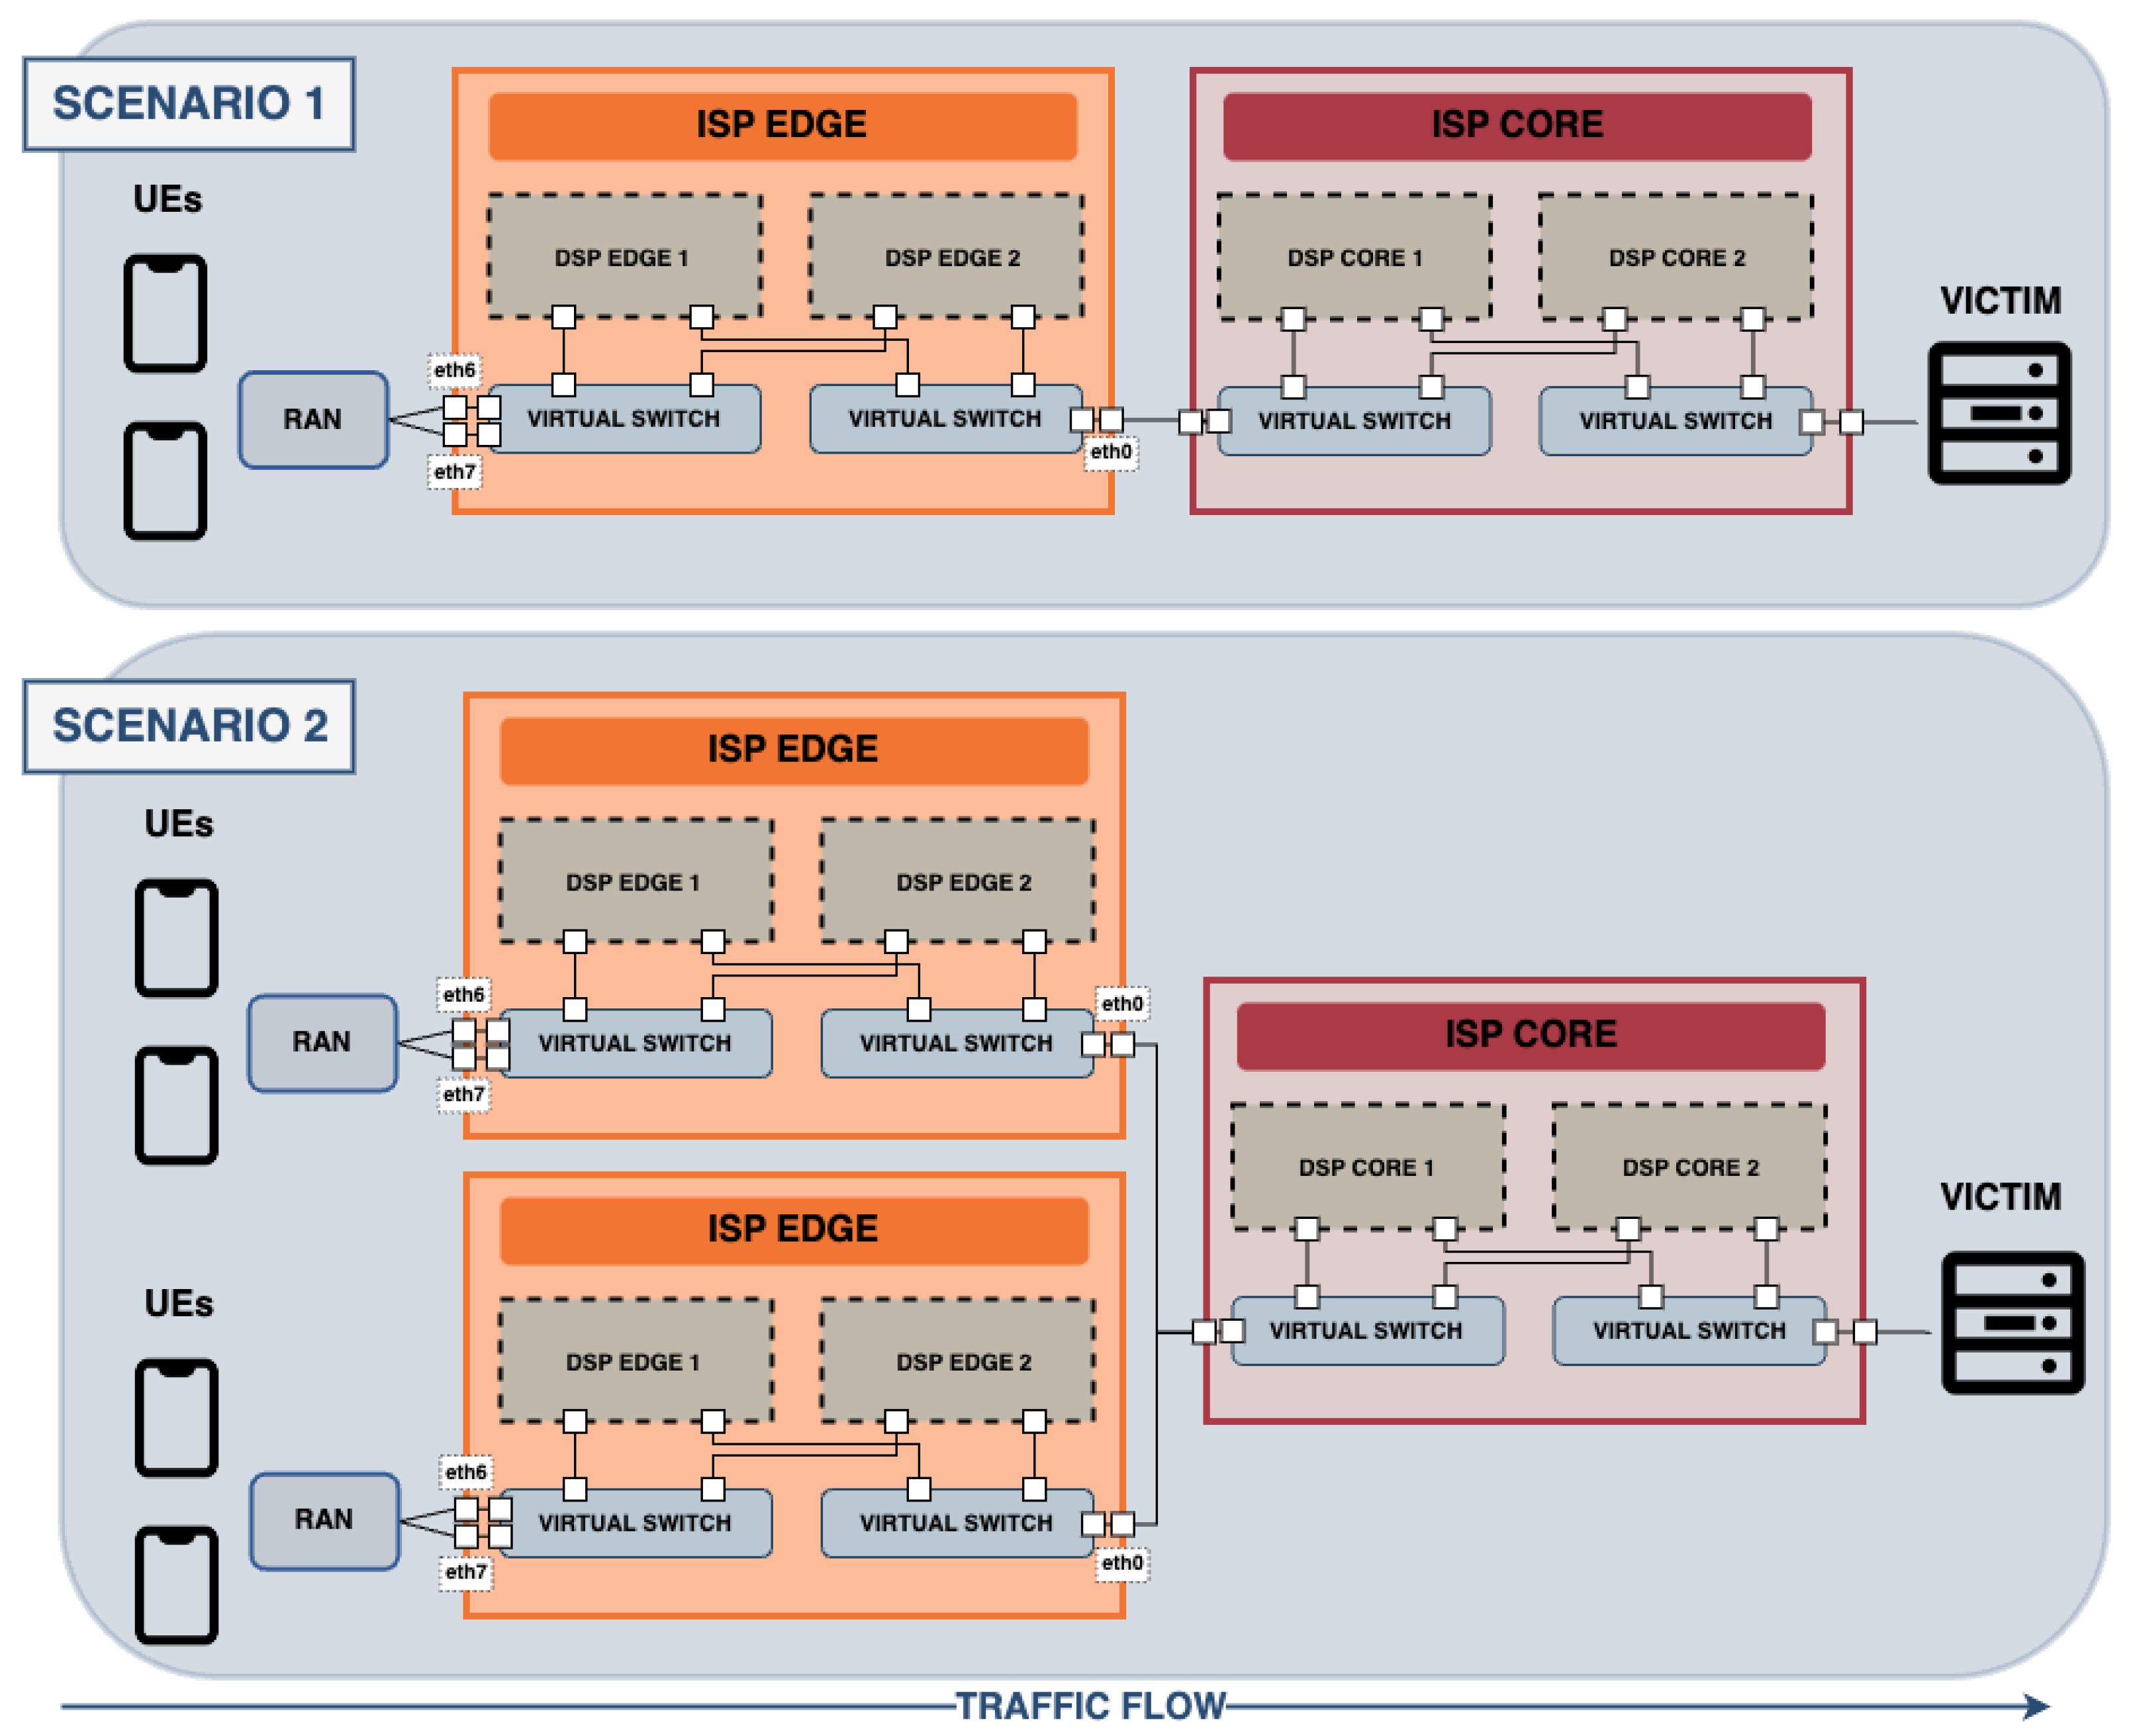 SCENARIO 1
ISP EDGE
ISP CORE
UEs
DSP EDGE 1
DSP EDGE 2
DSP CORE 1
DSP CORE 2
VICTIM
eth6
RAN
VIRTUAL SWITCH
VIRTUAL SWITCH
VIRTUAL SWITCH
VIRTUAL SWITCH
eth7
eth0
SCENARIO 2
ISP EDGE
UEs
DSP EDGE 1
DSP EDGE 2
eth6
eth0
RAN
VIRTUAL SWITCH
VIRTUAL SWITCH
eth7
ISP CORE
DSP CORE 1
DSP CORE 2
VICTIM
VIRTUAL SWITCH
VIRTUAL SWITCH
ISP EDGE
UEs
DSP EDGE 1
DSP EDGE 2
eth6
RAN
VIRTUAL SWITCH
VIRTUAL SWITCH
eth7
eth0
TRAFFIC FLOW